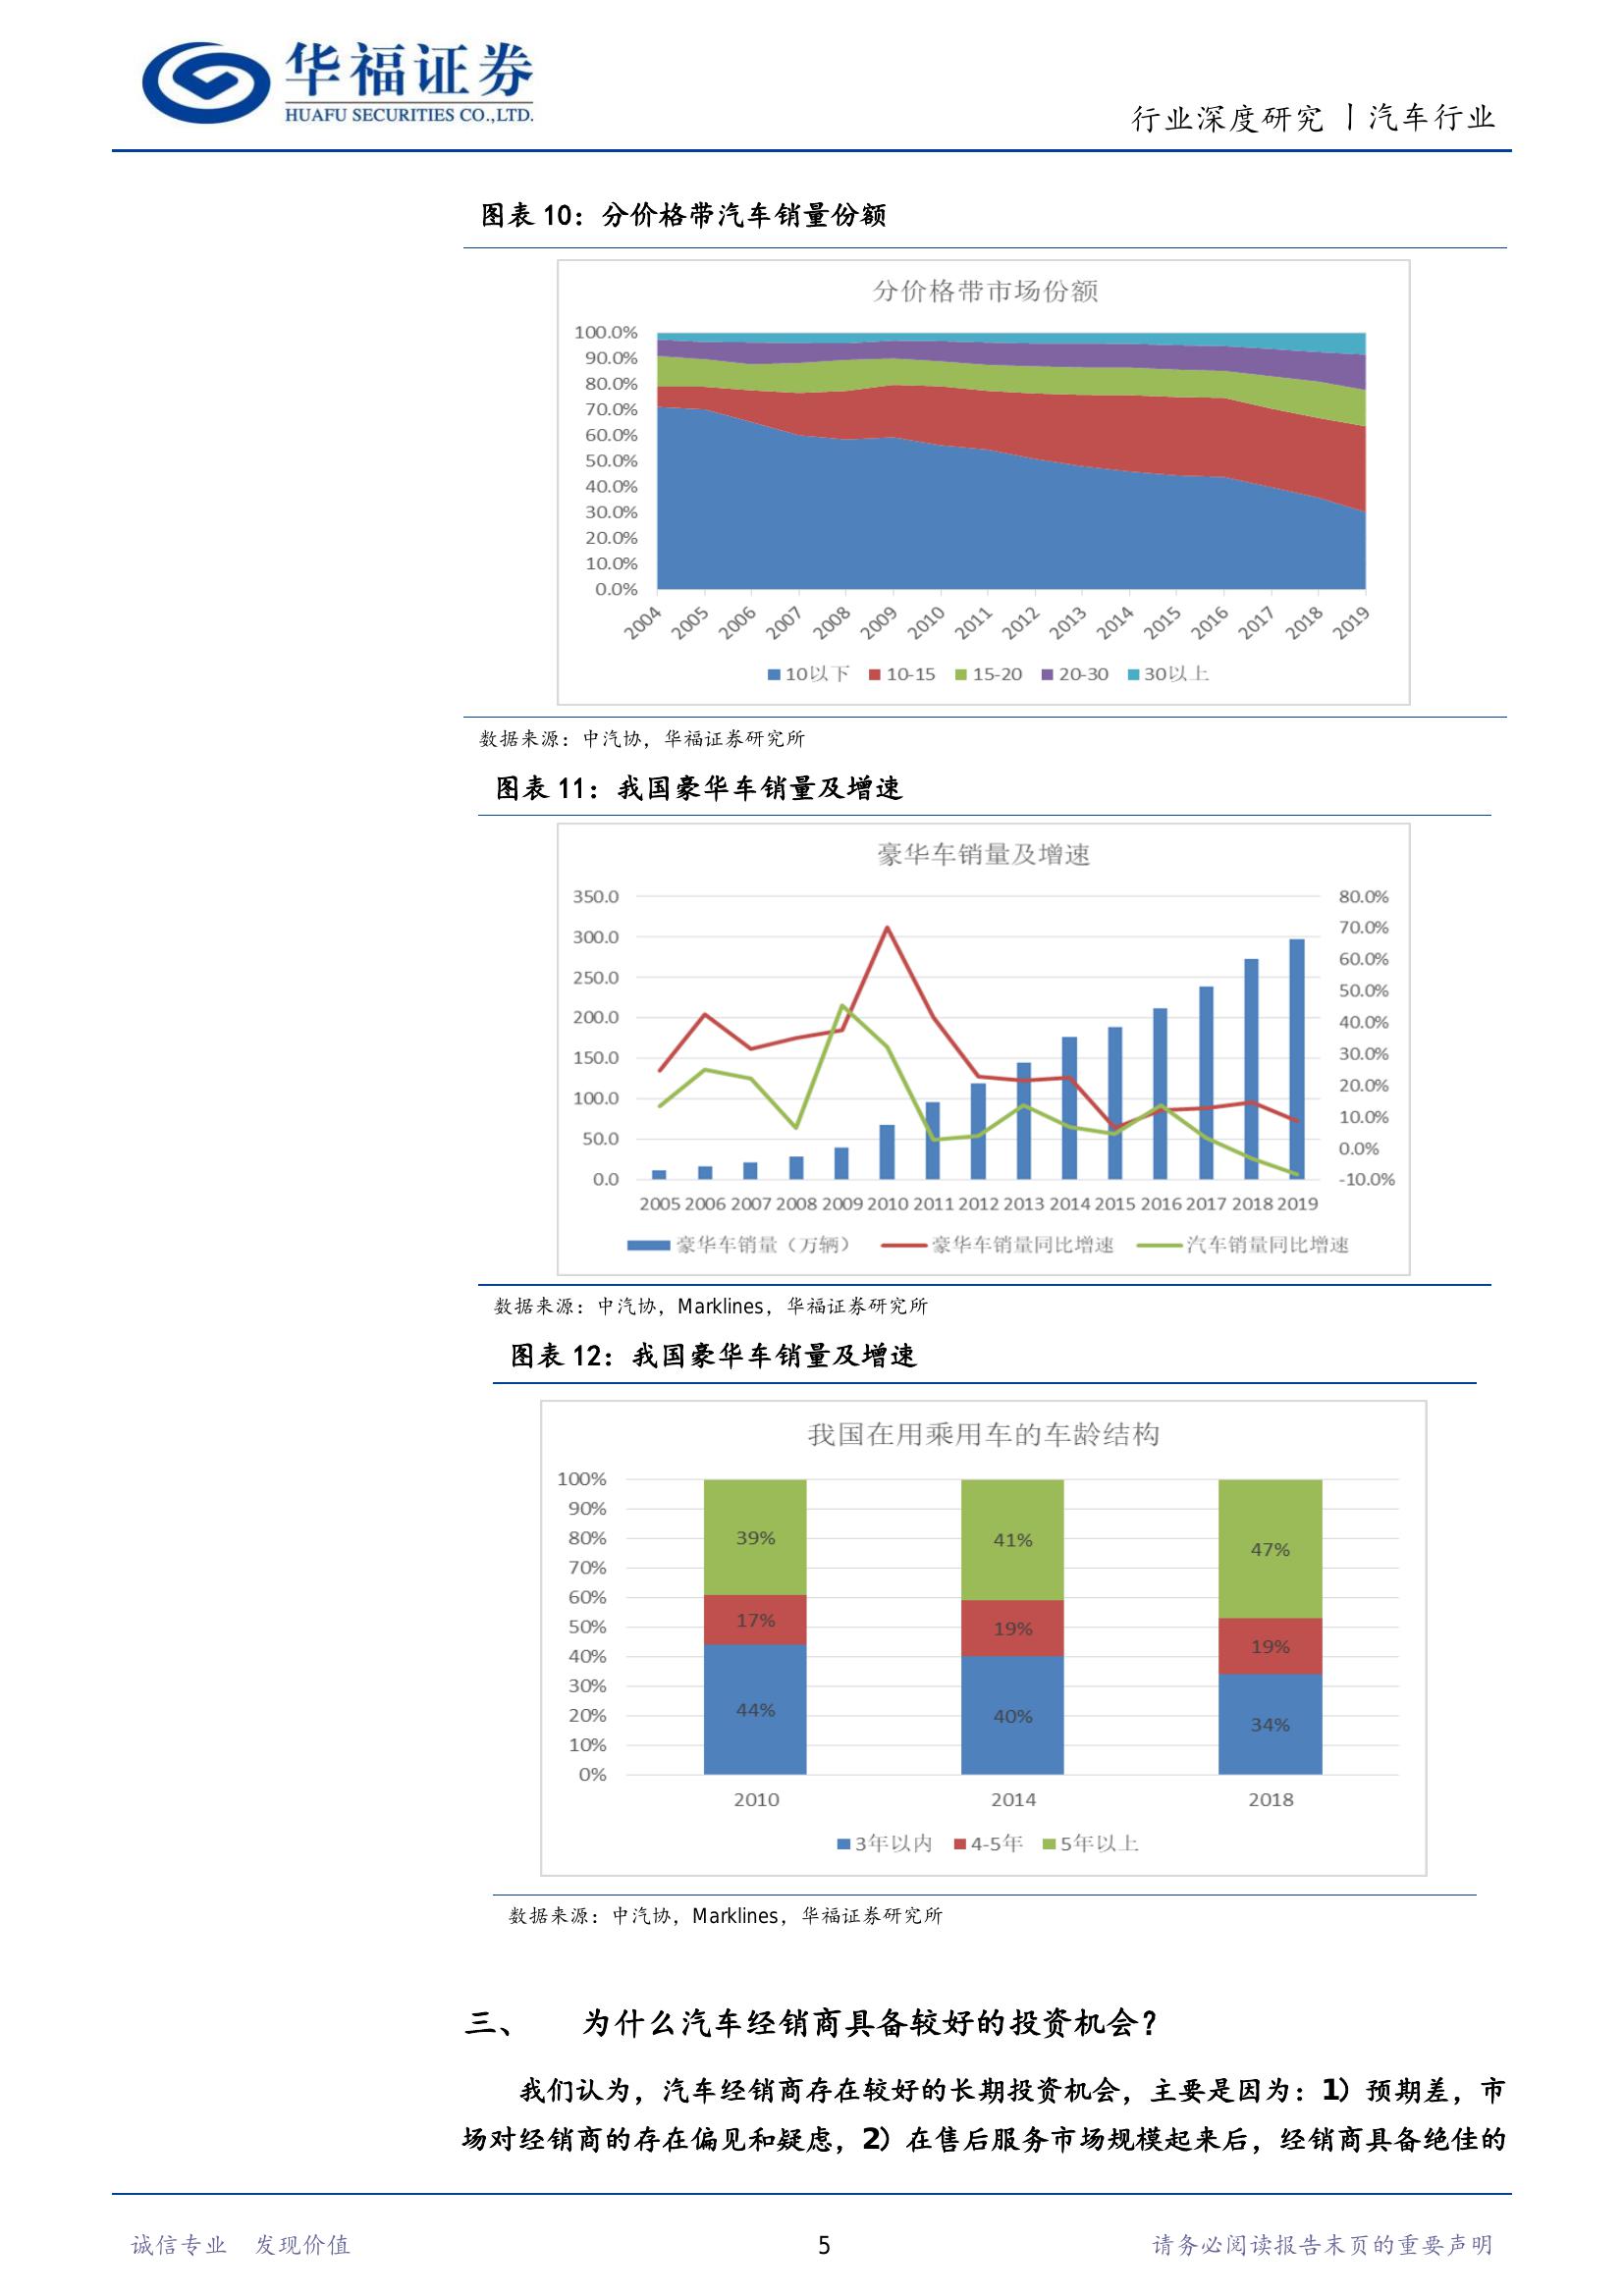 华福证券
HUAFU SECURITIES CO.,LTD.
行业深度研究 丨汽车行业
图表 10：分价格带汽车销量份额
分价格带市场份额
100.0%
90.0%
80.0%
70.0%
60.0%
50.0%
40.0%
30.0%
20.0%
10.0%
0.0%
2004 2005 2006 2007 2008 2009 2010 2011 2012 2013 2014 2015 2016 2017 2018 2019
10以下 10-15 15-20 20-30 30以上
数据来源：中汽协，华福证券研究所
图表 11：我国豪华车销量及增速
豪华车销量及增速
350.0 80.0%
300.0 70.0%
250.0 60.0%
200.0 50.0%
150.0 40.0%
100.0 30.0%
50.0 20.0%
0.0 10.0%
0.0%
-10.0%
2005 2006 2007 2008 2009 2010 2011 2012 2013 2014 2015 2016 2017 2018 2019
豪华车销量（万辆） 豪华车销量同比增速 汽车销量同比增速
数据来源：中汽协，Marklines，华福证券研究所
图表 12：我国豪华车销量及增速
我国在用乘用车的车龄结构
100%
90%
80%
70%
60%
50%
40%
30%
20%
10%
0%
39% 41% 47%
17% 19% 19%
44% 40% 34%
2010 2014 2018
3年以内 4-5年 5年以上
数据来源：中汽协，Marklines，华福证券研究所
三、 为什么汽车经销商具备较好的投资机会？
我们认为，汽车经销商存在较好的长期投资机会，主要是因为：1）预期差，市
场对经销商的存在偏见和疑虑，2）在售后服务市场规模起来后，经销商具备绝佳的
诚信专业 发现价值 5 请务必阅读报告末页的重要声明